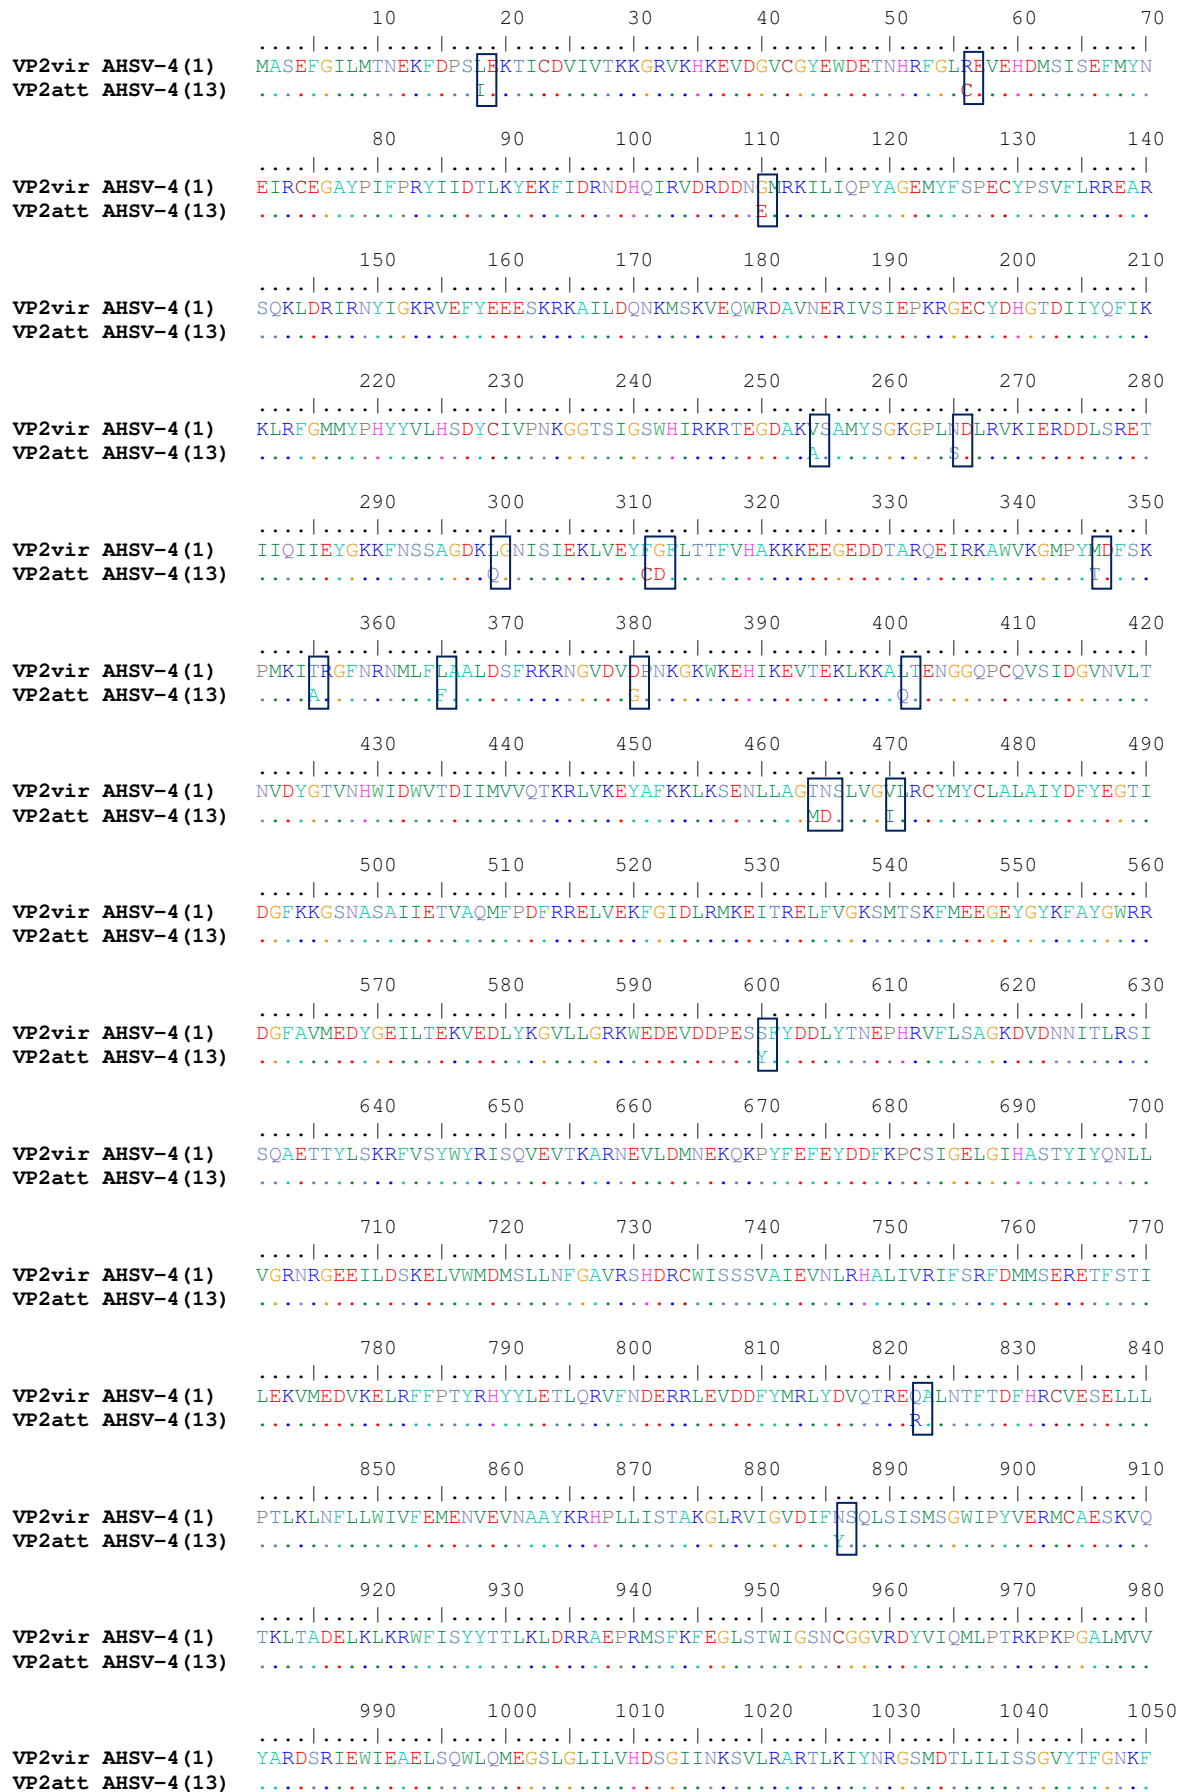 10 20 30 40 50 60 70
....|....|....|....|....|....|....|....|....|....|....|....|....|....|
VP2vir AHSV-4(1) MASEFGILMTNEKFDPSLEKTICDVIVTKKGRVKHKEVDGVCGYEWDETNHRFGLREVEHDMSISEFMYN
VP2att AHSV-4(13) .................I.....................................C..............
80 90 100 110 120 130 140
....|....|....|....|....|....|....|....|....|....|....|....|....|....|
VP2vir AHSV-4(1) EIRCEGAYPIFPRYIIDTLKYEKFIDRNDHQIRVDRDDNGMRKILIQPYAGEMYFSPECYPSVFLRREAR
VP2att AHSV-4(13) .......................................E..............................
150 160 170 180 190 200 210
....|....|....|....|....|....|....|....|....|....|....|....|....|....|
VP2vir AHSV-4(1) SQKLDRIRNYIGKRVEFYEEESKRKAILDQNKMSKVEQWRDAVNERIVSIEPKRGECYDHGTDIIYQFIK
VP2att AHSV-4(13) ......................................................................
220 230 240 250 260 270 280
....|....|....|....|....|....|....|....|....|....|....|....|....|....|
VP2vir AHSV-4(1) KLRFGMMYPHYYVLHSDYCIVPNKGGTSIGSWHIRKRTEGDAKVSAMYSGKGPLNDLRVKIERDDLSRET
VP2att AHSV-4(13) ...........................................A..........S...............
290 300 310 320 330 340 350
....|....|....|....|....|....|....|....|....|....|....|....|....|....|
VP2vir AHSV-4(1) IIQIIEYGKKFNSSAGDKLGNISIEKLVEYFGFLTTFVHAKKKEEGEDDTARQEIRKAWVKGMPYMDFSK
VP2att AHSV-4(13) ..................Q...........CD.................................T....
360 370 380 390 400 410 420
....|....|....|....|....|....|....|....|....|....|....|....|....|....|
VP2vir AHSV-4(1) PMKITRGFNRNMLFLAALDSFRKRNGVDVDPNKGKWKEHIKEVTEKLKKALTENGGQPCQVSIDGVNVLT
VP2att AHSV-4(13) ....A.........F..............G....................Q...................
430 440 450 460 470 480 490
....|....|....|....|....|....|....|....|....|....|....|....|....|....|
VP2vir AHSV-4(1) NVDYGTVNHWIDWVTDIIMVVQTKRLVKEYAFKKLKSENLLAGTNSLVGVLRCYMYCLALAIYDFYEGTI
VP2att AHSV-4(13) ...........................................MD....I....................
500 510 520 530 540 550 560
....|....|....|....|....|....|....|....|....|....|....|....|....|....|
VP2vir AHSV-4(1) DGFKKGSNASAIIETVAQMFPDFRRELVEKFGIDLRMKEITRELFVGKSMTSKFMEEGEYGYKFAYGWRR
VP2att AHSV-4(13) ......................................................................
570 580 590 600 610 620 630
....|....|....|....|....|....|....|....|....|....|....|....|....|....|
VP2vir AHSV-4(1) DGFAVMEDYGEILTEKVEDLYKGVLLGRKWEDEVDDPESSFYDDLYTNEPHRVFLSAGKDVDNNITLRSI
VP2att AHSV-4(13) .......................................Y..............................
640 650 660 670 680 690 700
....|....|....|....|....|....|....|....|....|....|....|....|....|....|
VP2vir AHSV-4(1) SQAETTYLSKRFVSYWYRISQVEVTKARNEVLDMNEKQKPYFEFEYDDFKPCSIGELGIHASTYIYQNLL
VP2att AHSV-4(13) ......................................................................
710 720 730 740 750 760 770
....|....|....|....|....|....|....|....|....|....|....|....|....|....|
VP2vir AHSV-4(1) VGRNRGEEILDSKELVWMDMSLLNFGAVRSHDRCWISSSVAIEVNLRHALIVRIFSRFDMMSERETFSTI
VP2att AHSV-4(13) ......................................................................
780 790 800 810 820 830 840
....|....|....|....|....|....|....|....|....|....|....|....|....|....|
VP2vir AHSV-4(1) LEKVMEDVKELRFFPTYRHYYLETLQRVFNDERRLEVDDFYMRLYDVQTREQALNTFTDFHRCVESELLL
VP2att AHSV-4(13) ...................................................R..................
850 860 870 880 890 900 910
....|....|....|....|....|....|....|....|....|....|....|....|....|....|
VP2vir AHSV-4(1) PTLKLNFLLWIVFEMENVEVNAAYKRHPLLISTAKGLRVIGVDIFNSQLSISMSGWIPYVERMCAESKVQ
VP2att AHSV-4(13) .............................................Y........................
920 930 940 950 960 970 980
....|....|....|....|....|....|....|....|....|....|....|....|....|....|
VP2vir AHSV-4(1) TKLTADELKLKRWFISYYTTLKLDRRAEPRMSFKFEGLSTWIGSNCGGVRDYVIQMLPTRKPKPGALMVV
VP2att AHSV-4(13) ......................................................................
990 1000 1010 1020 1030 1040 1050
....|....|....|....|....|....|....|....|....|....|....|....|....|....|
VP2vir AHSV-4(1) YARDSRIEWIEAELSQWLQMEGSLGLILVHDSGIINKSVLRARTLKIYNRGSMDTLILISSGVYTFGNKF
VP2att AHSV-4(13) ......................................................................